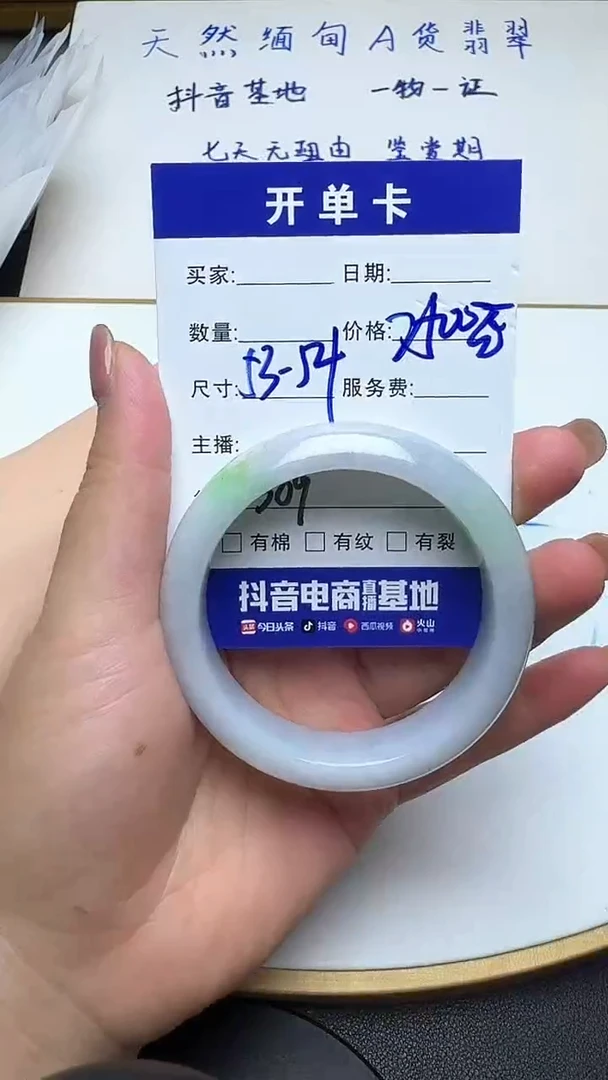 天然缅甸A货翡翠
抖音基地 一物一证
七天无理由 鉴赏期
开单卡
买家: 日期:
数量: 价格:
尺寸:53-54 服务费:
主播:
309
有棉 有纹 有裂
抖音电商直播基地
头条 今日头条 抖音 西瓜视频 火山